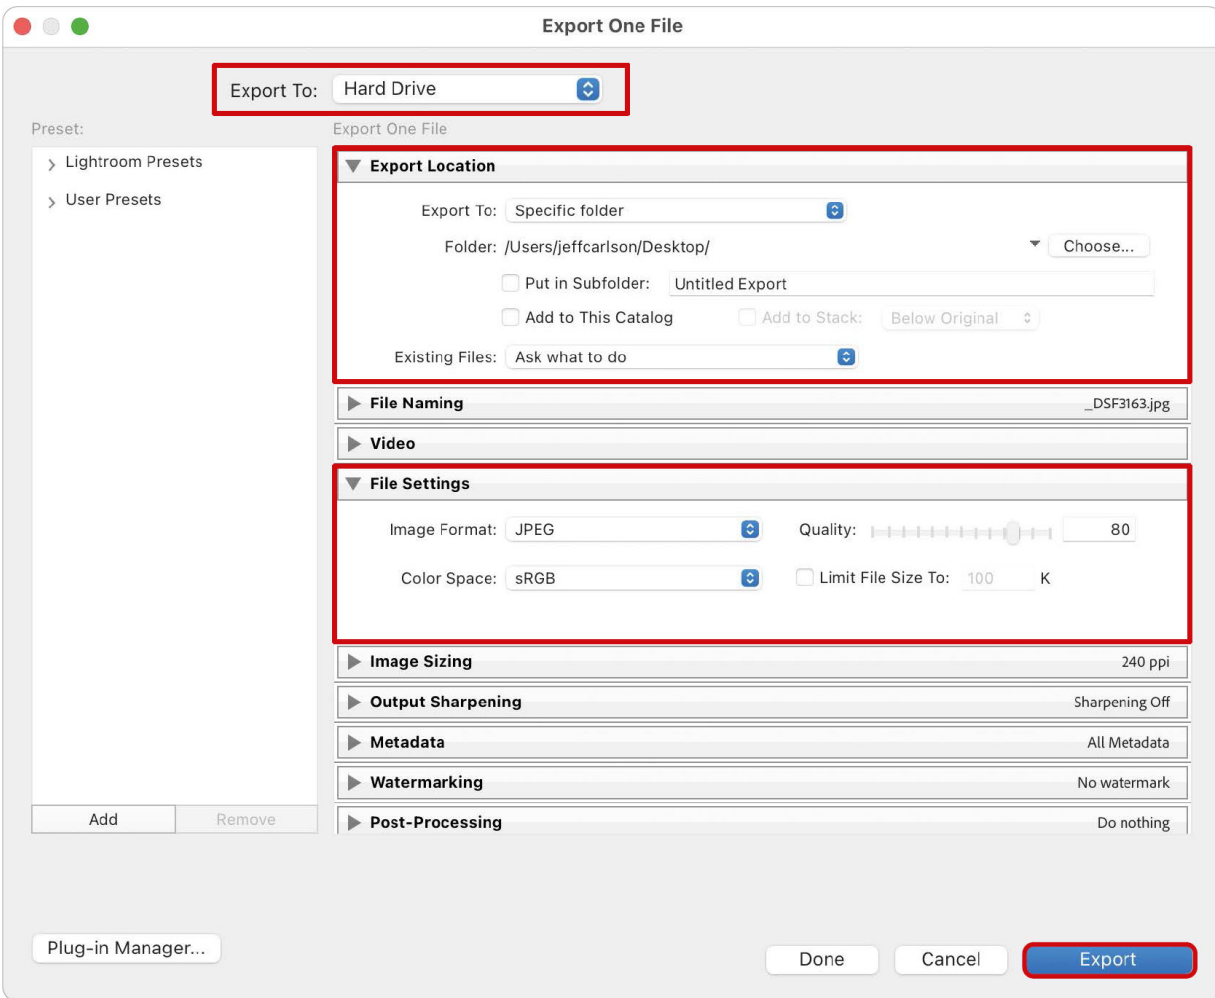 Export One File
Export To: Hard Drive
Preset:
Export One File
Lightroom Presets
User Presets
Export Location
Export To: Specific folder
Folder: /Users/jeffcarlson/Desktop/ Choose...
Put in Subfolder: Untitled Export
Add to This Catalog Add to Stack: Below Original
Existing Files: Ask what to do
File Naming _DSF3163.jpg
Video
File Settings
Image Format: JPEG Quality: 80
Color Space: sRGB Limit File Size To: 100 K
Image Sizing 240 ppi
Output Sharpening Sharpening Off
Metadata All Metadata
Watermarking No watermark
Post-Processing Do nothing
Add Remove
Plug-in Manager...
Done Cancel Export